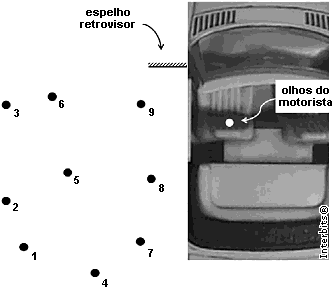 espelho
retrovisor
olhos do
motorista
3
6
9
5
8
2
1
7
4
Interbits®